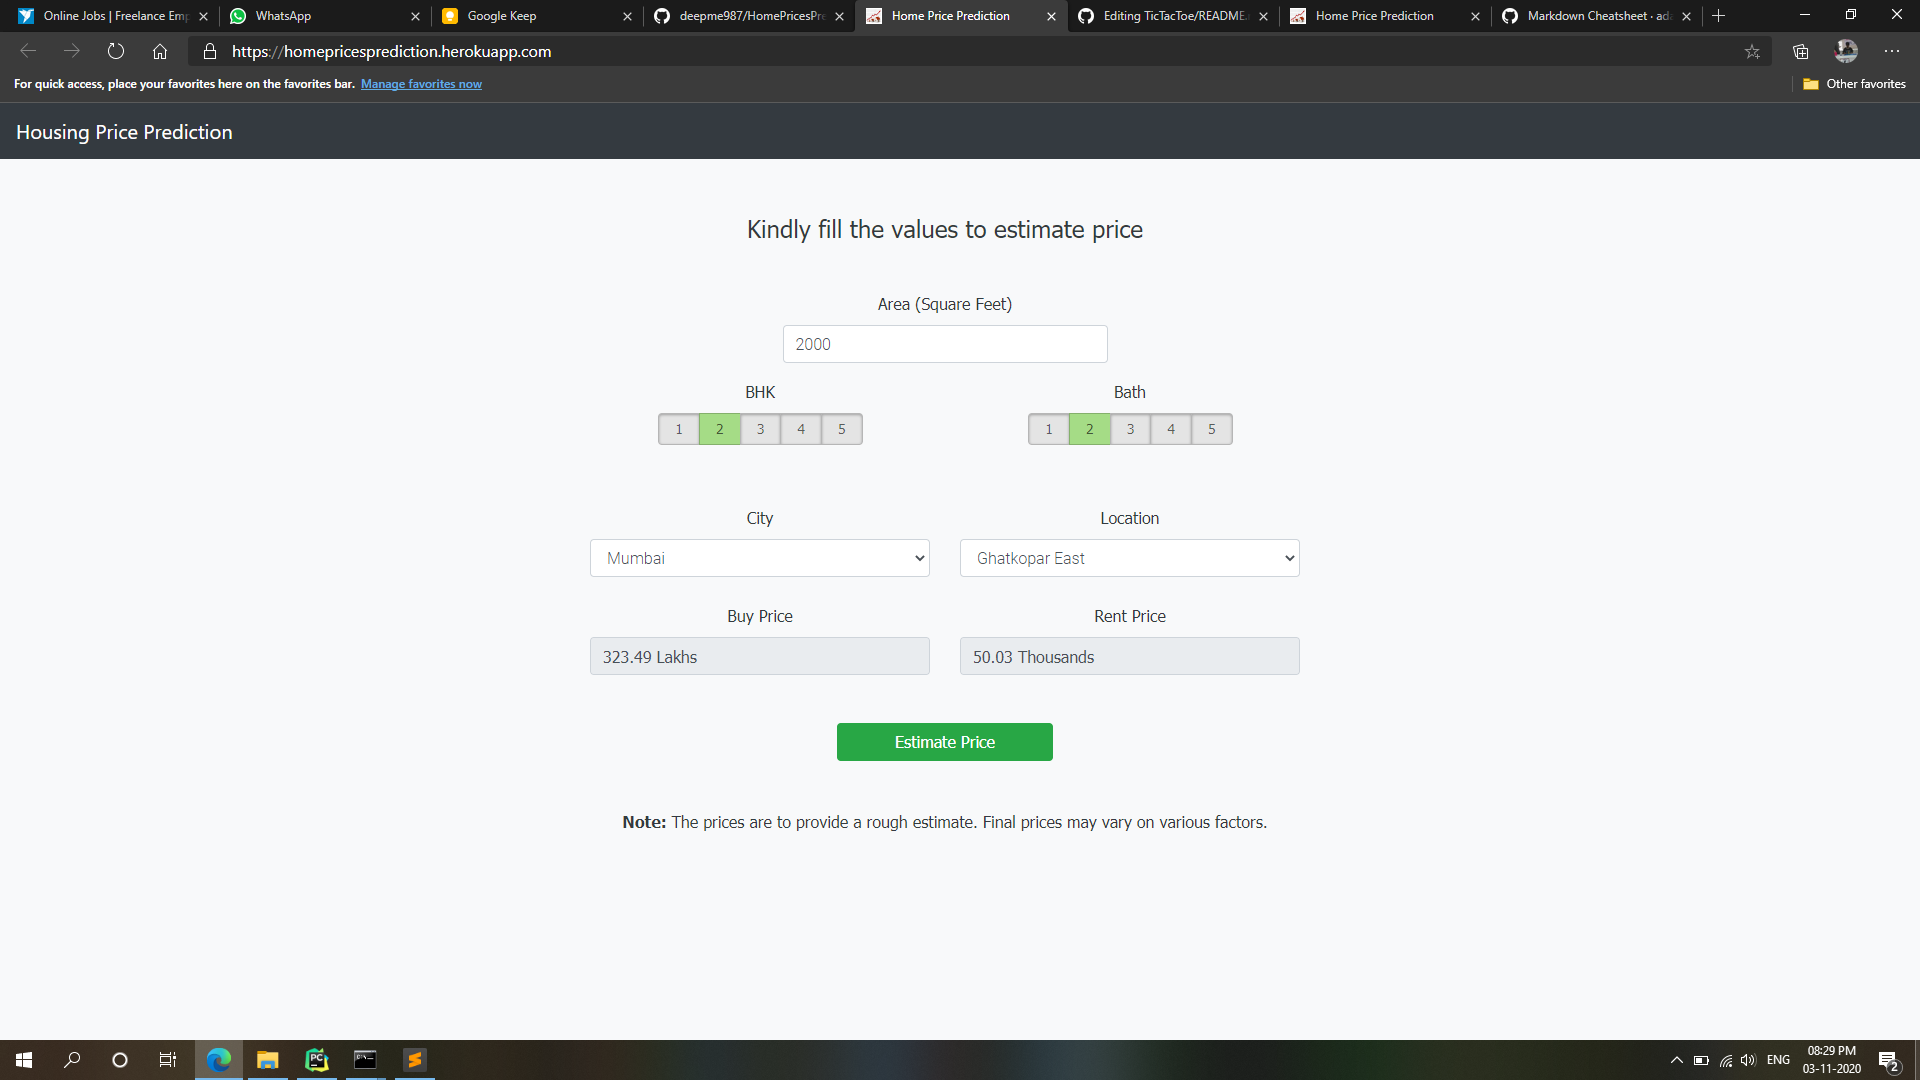 Online Jobs | Freelance Emp
WhatsApp
Google Keep
deepme987/HomePricesPre
Home Price Prediction
Editing TicTacToe/README.
Home Price Prediction
Markdown Cheatsheet · ada
https://homepricesprediction.herokuapp.com
For quick access, place your favorites here on the favorites bar. Manage favorites now
Other favorites
Housing Price Prediction
Kindly fill the values to estimate price
Area (Square Feet)
2000
BHK
Bath
1 2 3 4 5
1 2 3 4 5
City
Location
Mumbai
Ghatkopar East
Buy Price
Rent Price
323.49 Lakhs
50.03 Thousands
Estimate Price
Note: The prices are to provide a rough estimate. Final prices may vary on various factors.
PC
ENG
08:29 PM
03-11-2020
2